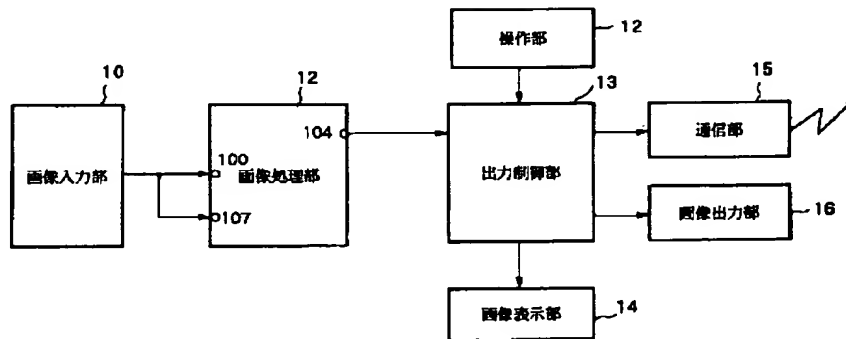 操作部
12
10
12
13
15
通信部
104
100
画像入力部
画像処理部
出力制御部
107
画像出力部
16
画像表示部
14